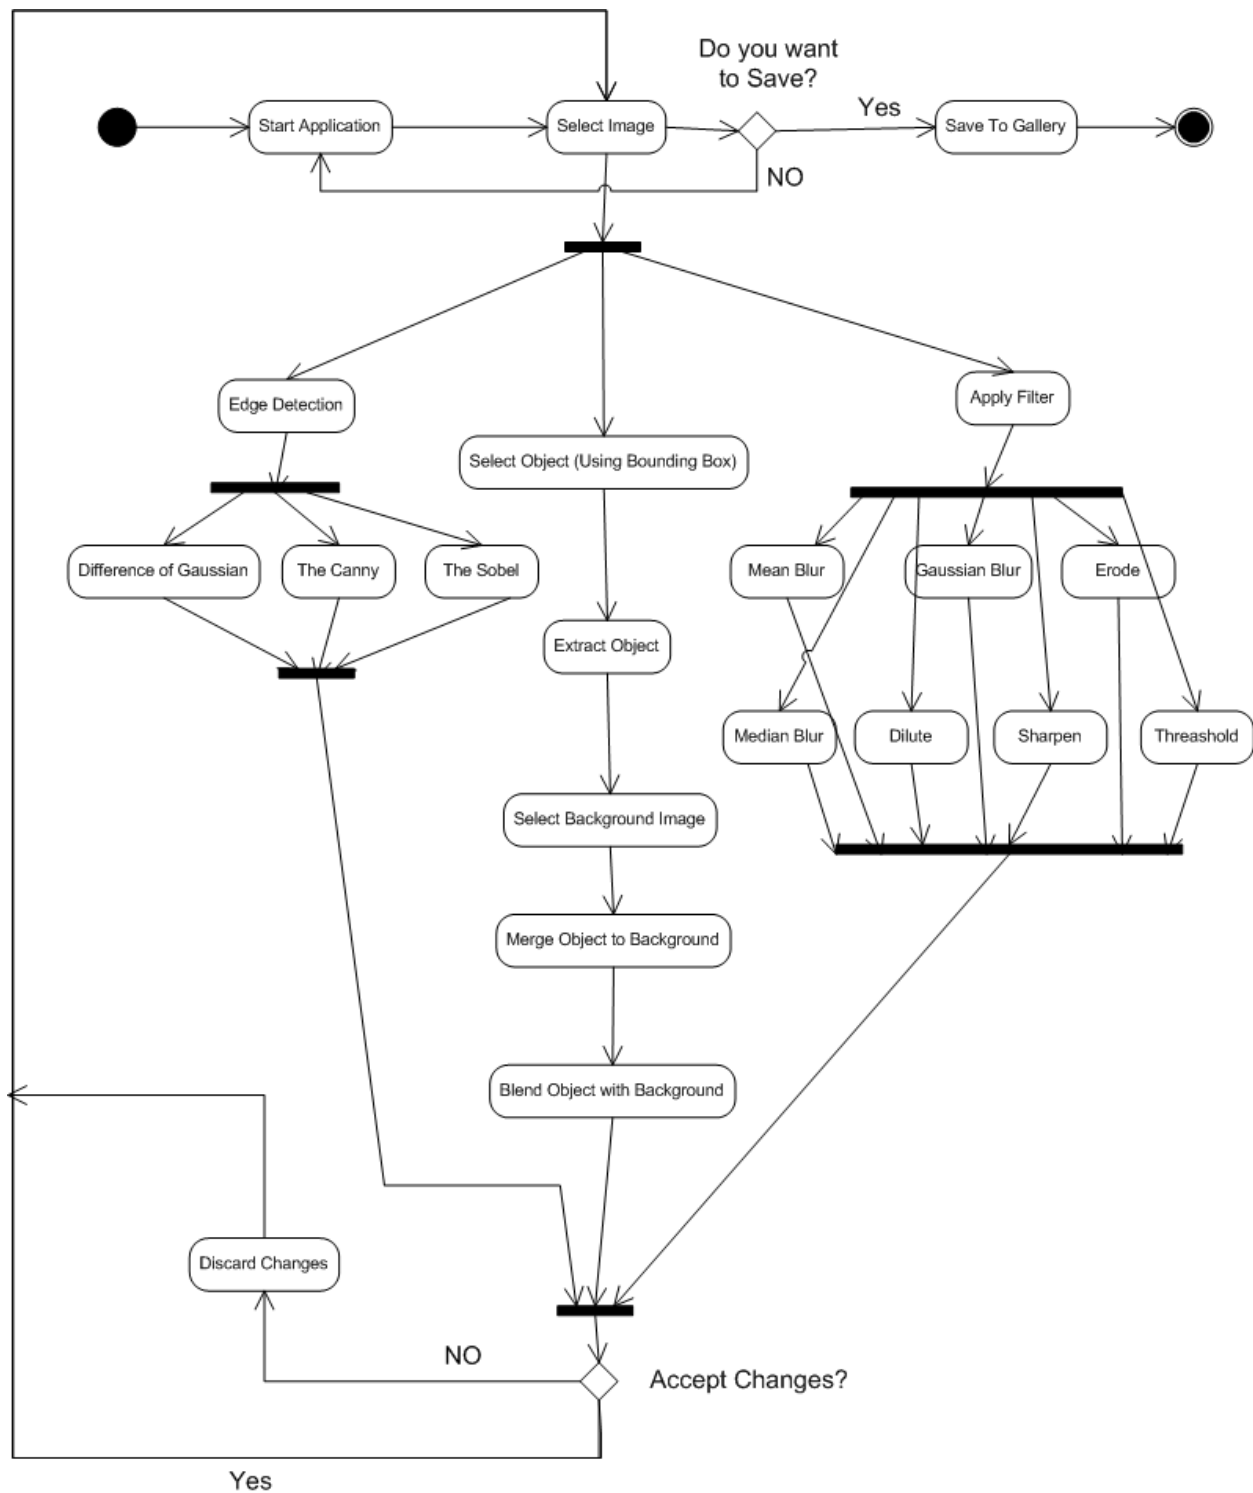 Do you want
to Save?
Start Application
Select Image
Yes
Save To Gallery
NO
Edge Detection
Apply Filter
Select Object (Using Bounding Box)
Difference of Gaussian
The Canny
The Sobel
Mean Blur
Gaussian Blur
Erode
Extract Object
Median Blur
Dilute
Sharpen
Threashold
Select Background Image
Merge Object to Background
Blend Object with Background
Discard Changes
NO
Accept Changes?
Yes